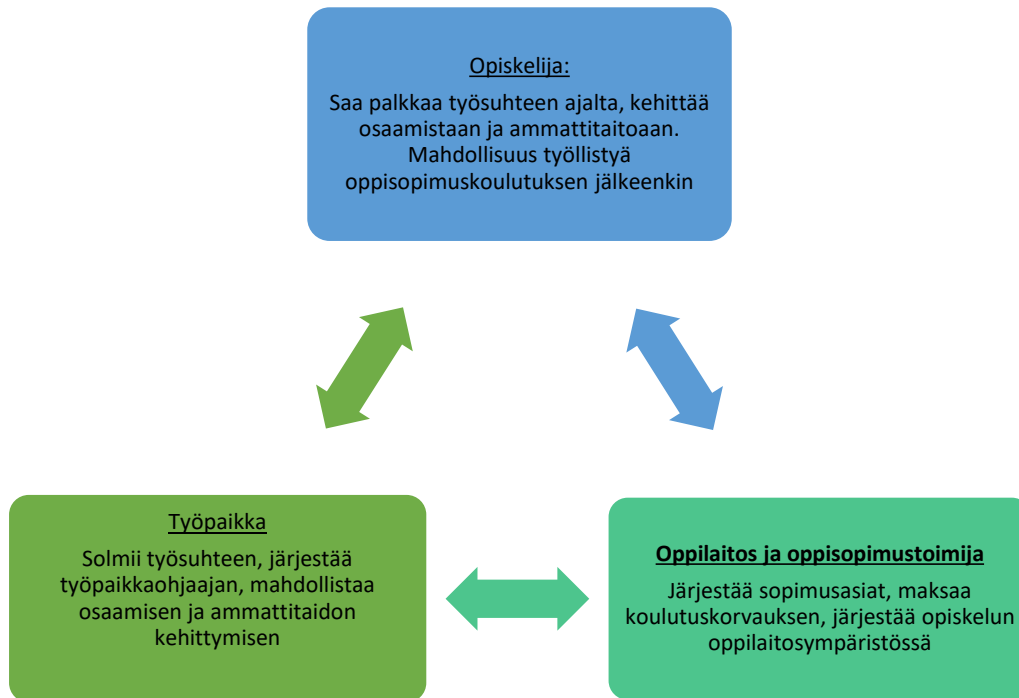 Opiskelija:
Saa palkkaa työsuhteen ajalta, kehittää
osaamistaan ja ammattitaitoaan.
Mahdollisuus työllistyä
oppisopimuskoulutuksen jälkeenkin
Työpaikka
Solmii työsuhteen, järjestää
työpaikkaohjaajan, mahdollistaa
osaamisen ja ammattitaidon
kehittymisen
Oppilaitos ja oppisopimustoimija
Järjestää sopimusasiat, maksaa
koulutuskorvauksen, järjestää opiskelun
oppilaitosympäristössä